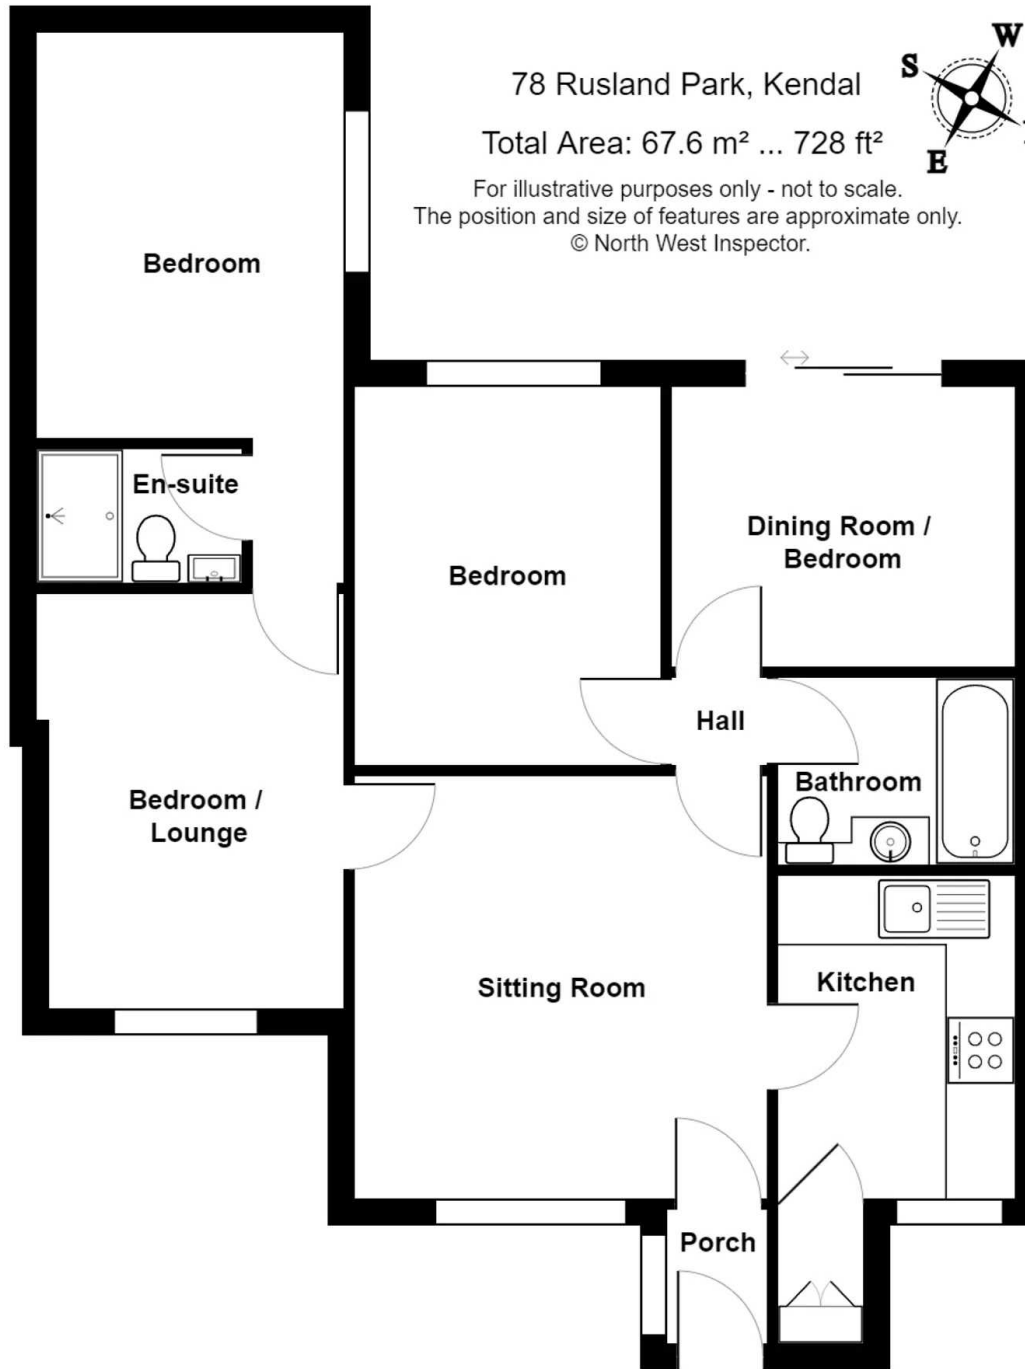 78 Rusland Park, Kendal
Total Area: 67.6 m² ... 728 ft²
For illustrative purposes only - not to scale.
The position and size of features are approximate only.
© North West Inspector.
W
S
E
Bedroom
En-suite
Bedroom
Dining Room /
Bedroom
Hall
Bedroom /
Lounge
Bathroom
Sitting Room
Kitchen
Porch